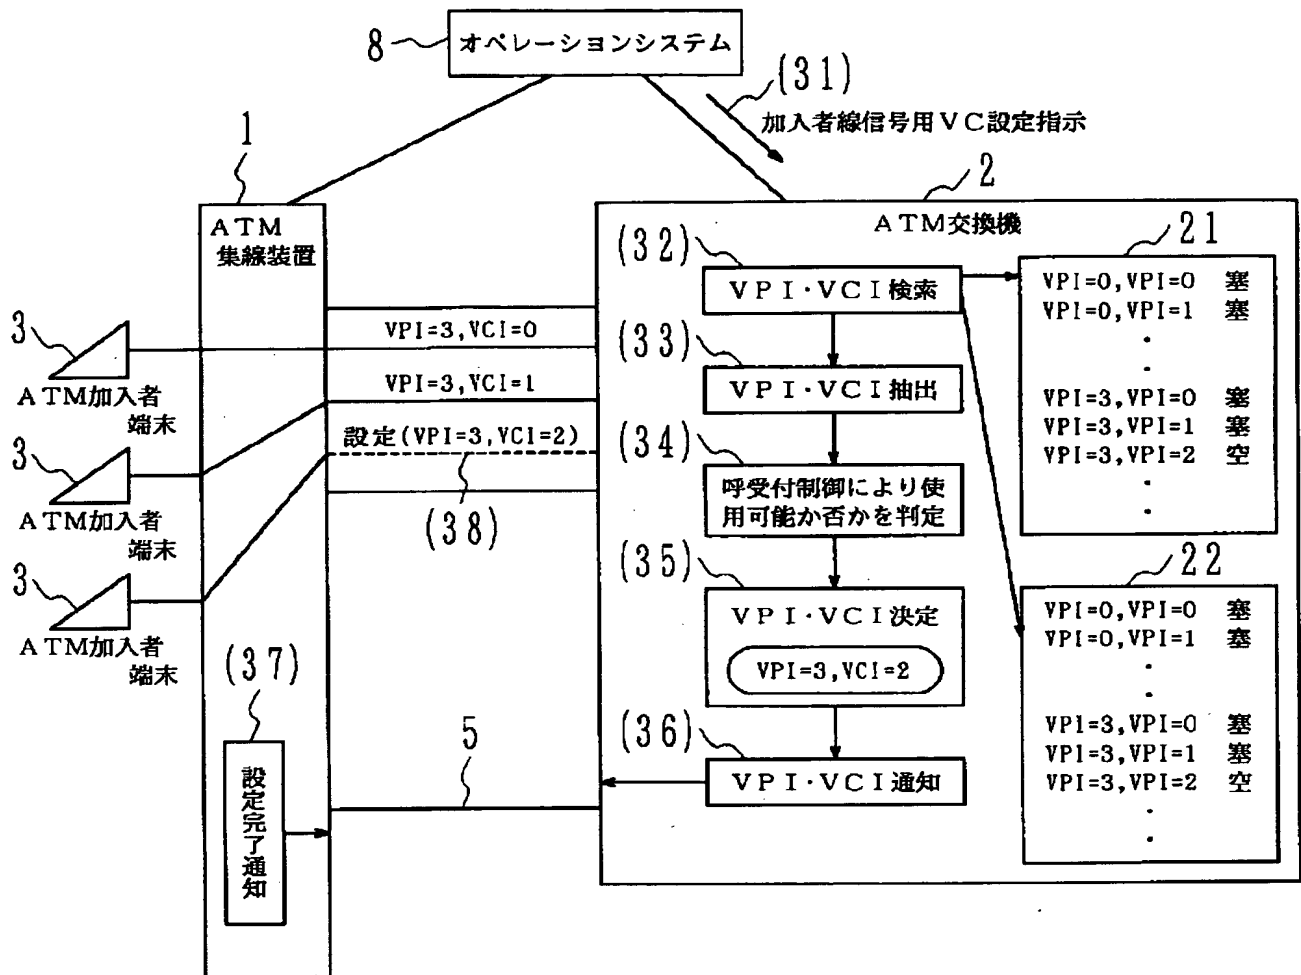 8
オペレーションシステム
(31)
加入者線信号用VC設定指示
1
ATM
集線装置
2
ATM交換機
3
ATM加入者
端末
3
ATM加入者
端末
3
ATM加入者
端末
VPI=3,VCI=0
VPI=3,VCI=1
設定(VPI=3,VCI=2)
(38)
(37)
設定完了通知
5
(32)
VPI·VCI検索
(33)
VPI·VCI抽出
(34)
呼受付制御により使
用可能か否かを判定
(35)
VPI·VCI決定
VPI=3,VCI=2
(36)
VPI·VCI通知
21
VPI=0,VPI=0 塞
VPI=0,VPI=1 塞
・
・
VPI=3,VPI=0 塞
VPI=3,VPI=1 塞
VPI=3,VPI=2 空
・
・
22
VPI=0,VPI=0 塞
VPI=0,VPI=1 塞
・
・
VPI=3,VPI=0 塞
VPI=3,VPI=1 塞
VPI=3,VPI=2 空
・
・